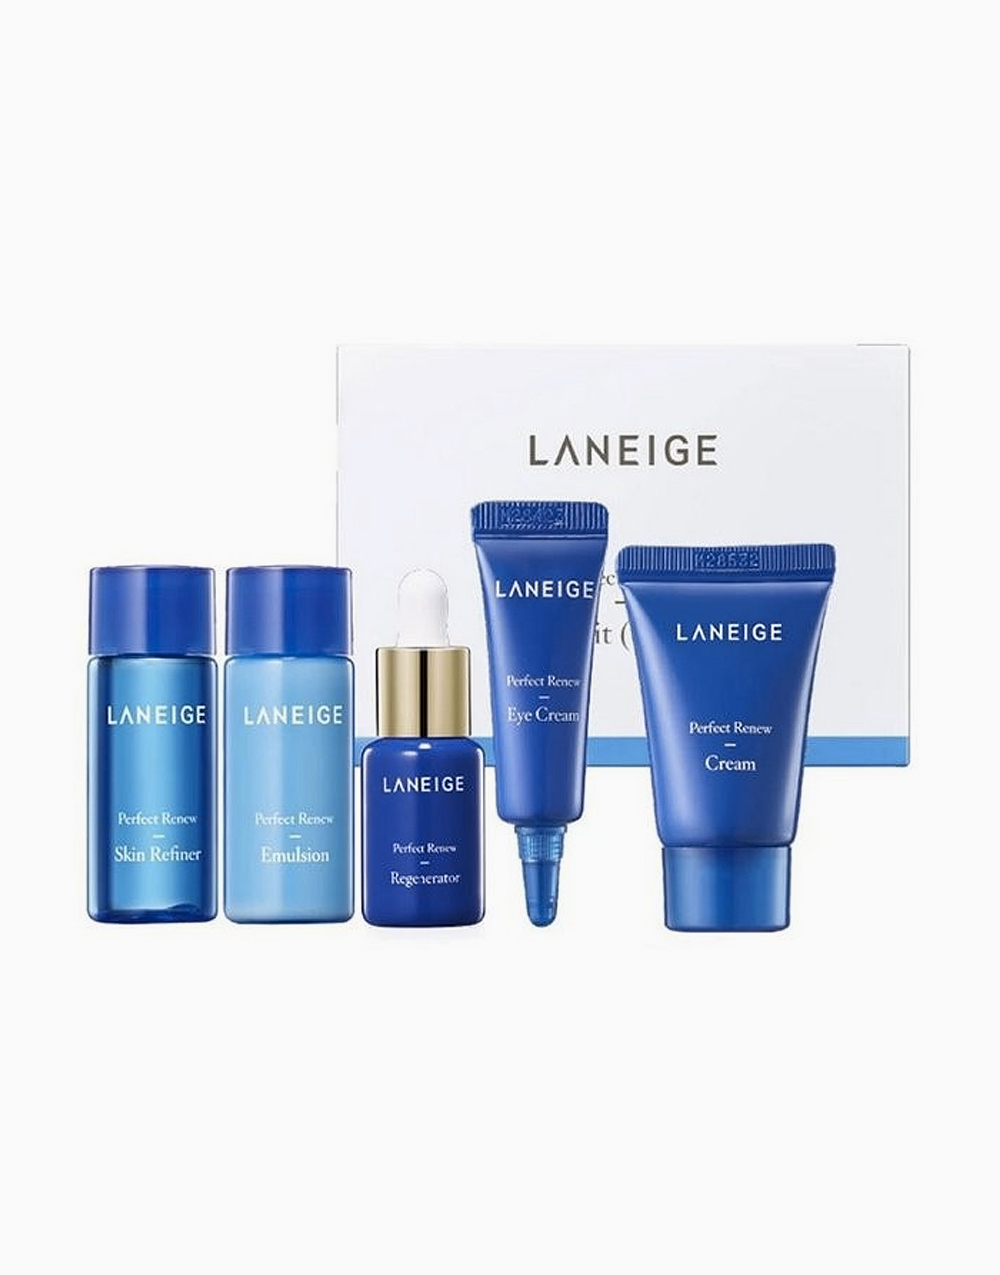 LANEIGE
LANEIGE
Perfect Renew
Skin Refiner
LANEIGE
Perfect Renew
Emulsion
LANEIGE
Perfect Renew
Regenerator
LANEIGE
Perfect Renew
Eye Cream
LANEIGE
Perfect Renew
Cream